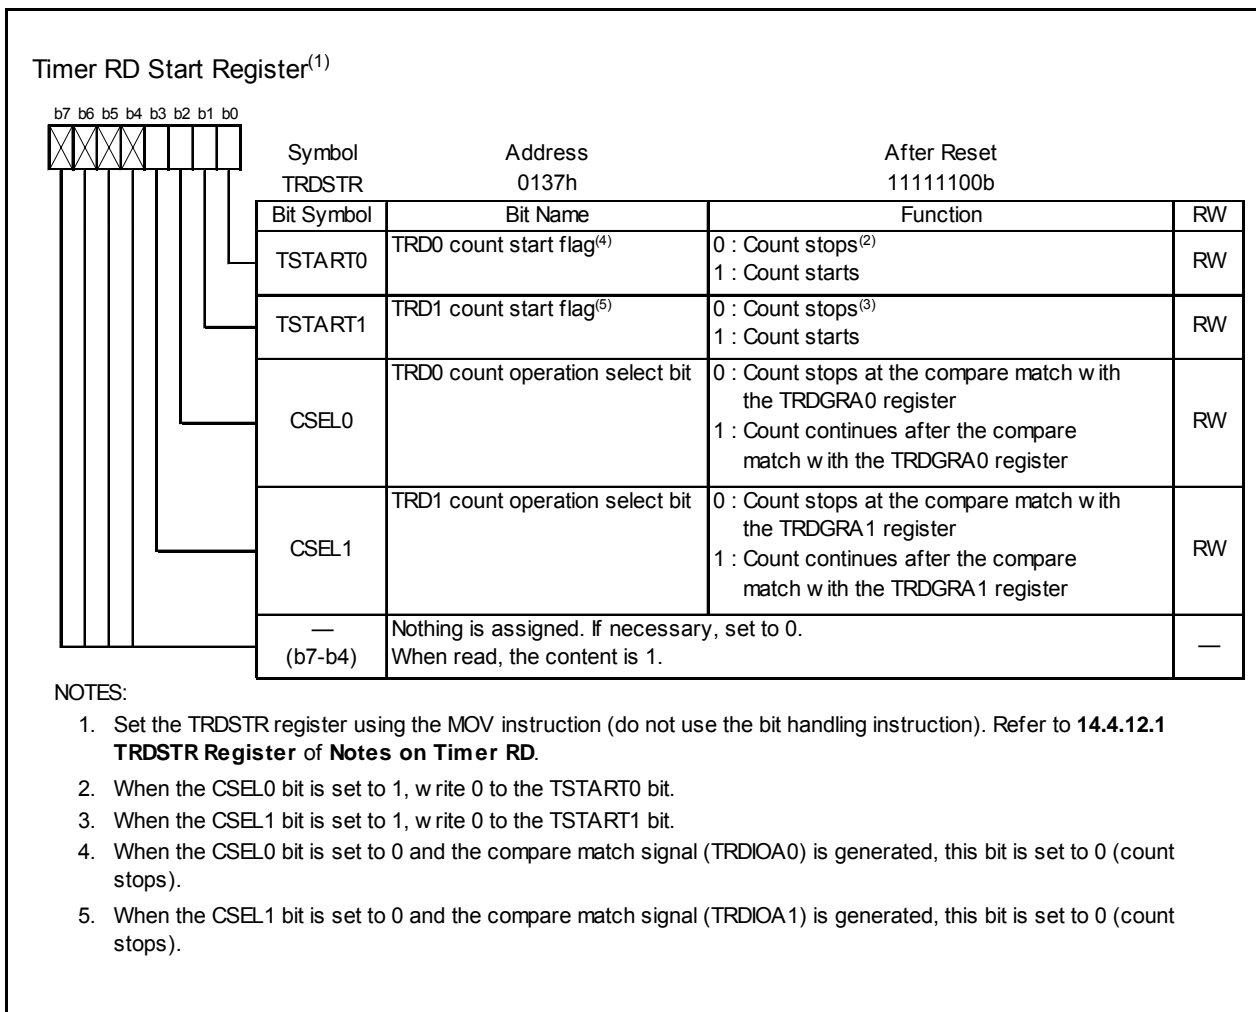 Timer RD Start Register(1)
b7 b6 b5 b4 b3 b2 b1 b0
Symbol Address After Reset
TRDSTR 0137h 11111100b
Bit Symbol Bit Name Function RW
TSTART0 TRD0 count start flag(4) 0 : Count stops(2) RW
1 : Count starts
TSTART1 TRD1 count start flag(5) 0 : Count stops(3) RW
1 : Count starts
CSEL0 TRD0 count operation select bit 0 : Count stops at the compare match with RW
the TRDGRA0 register
1 : Count continues after the compare
match with the TRDGRA0 register
CSEL1 TRD1 count operation select bit 0 : Count stops at the compare match with RW
the TRDGRA1 register
1 : Count continues after the compare
match with the TRDGRA1 register
— Nothing is assigned. If necessary, set to 0. —
(b7-b4) When read, the content is 1.
NOTES:
1. Set the TRDSTR register using the MOV instruction (do not use the bit handling instruction). Refer to 14.4.12.1
TRDSTR Register of Notes on Timer RD.
2. When the CSEL0 bit is set to 1, write 0 to the TSTART0 bit.
3. When the CSEL1 bit is set to 1, write 0 to the TSTART1 bit.
4. When the CSEL0 bit is set to 0 and the compare match signal (TRDIOA0) is generated, this bit is set to 0 (count
stops).
5. When the CSEL1 bit is set to 0 and the compare match signal (TRDIOA1) is generated, this bit is set to 0 (count
stops).